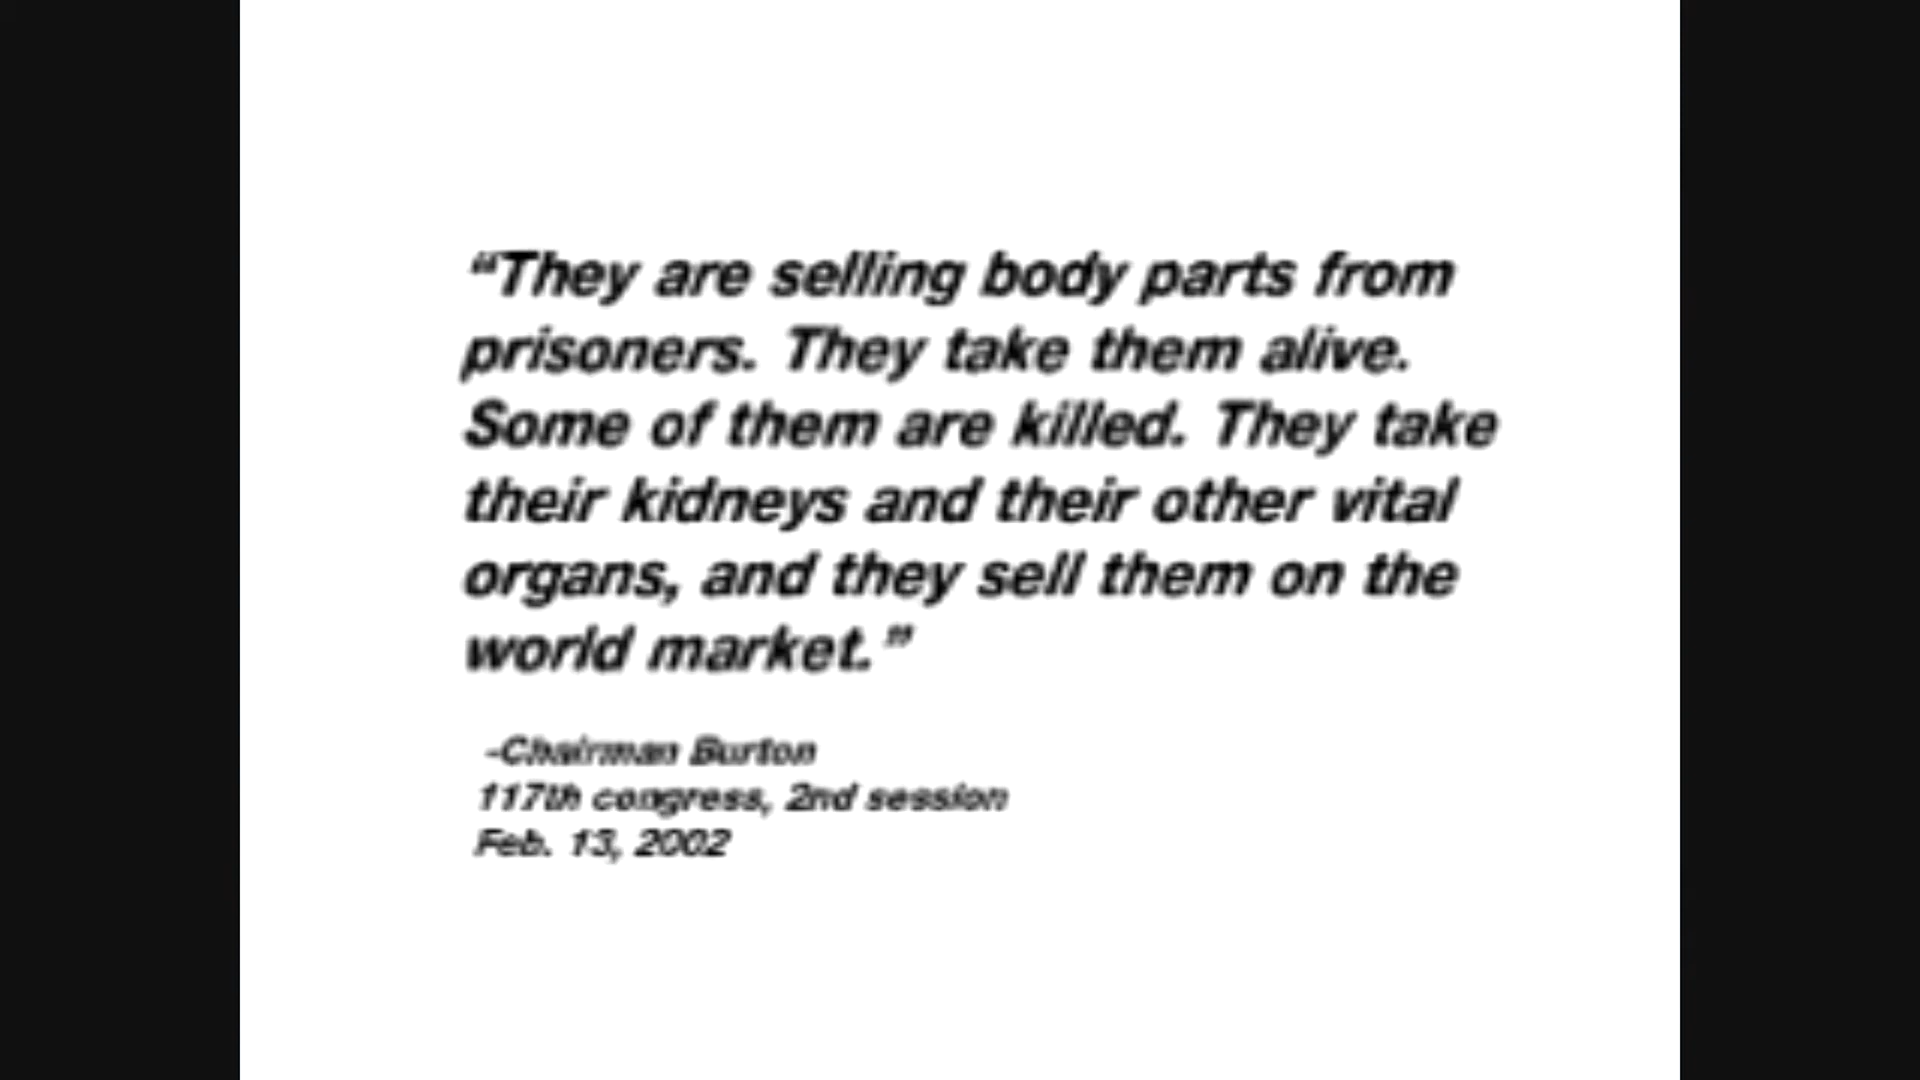 “They are selling body parts from
prisoners. They take them alive.
Some of them are killed. They take
their kidneys and their other vital
organs, and they sell them on the
world market.”
-Chairman Burton
117th congress, 2nd session
Feb. 13, 2002